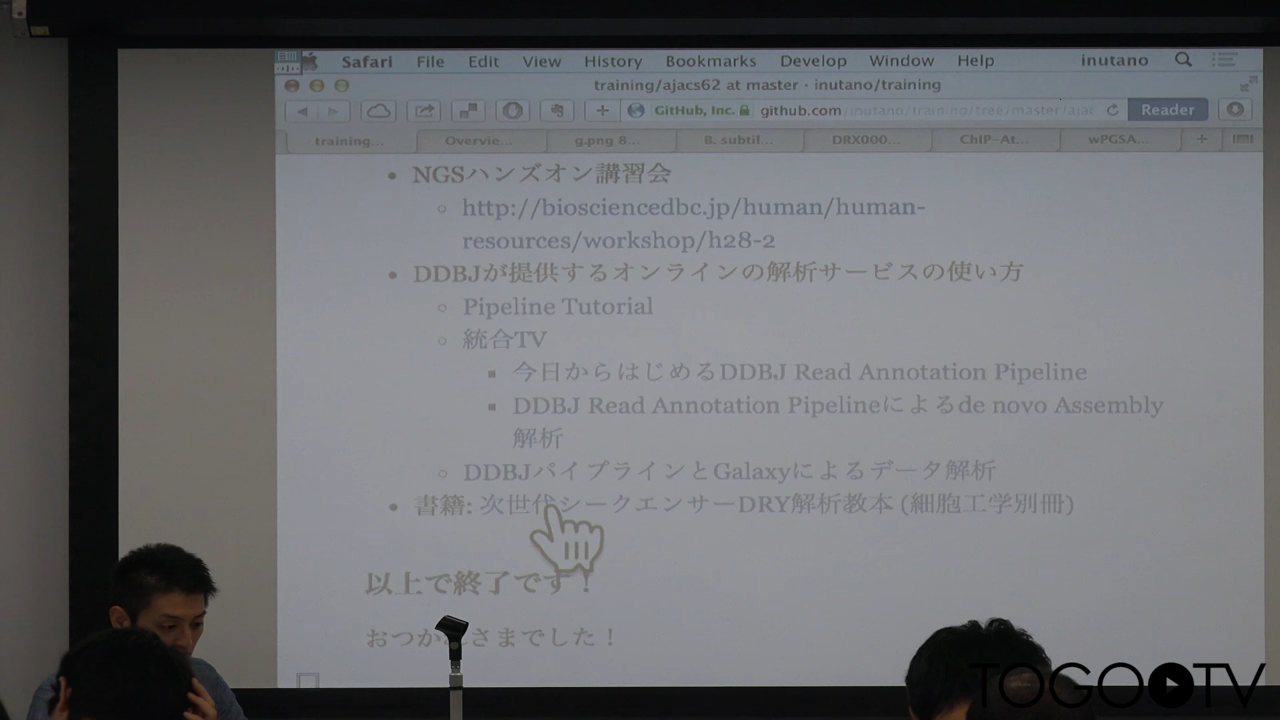 Safari File Edit View History Bookmarks Develop Window Help inutano
training/ajacs62 at master · inutano/training
GitHub, Inc. github.com/inutano/training/tree/master/ajac Reader
training... Overvie... g.png 8... B. subtil... DRX000... ChIP-At... wPGSA...
• NGSハンズオン講習会
○ http://biosciencedbc.jp/human/human-
resources/workshop/h28-2
• DDBJが提供するオンラインの解析サービスの使い方
○ Pipeline Tutorial
○ 統合TV
▪ 今日からはじめるDDBJ Read Annotation Pipeline
▪ DDBJ Read Annotation Pipelineによるde novo Assembly
解析
○ DDBJパイプラインとGalaxyによるデータ解析
• 書籍: 次世代シークエンサーDRY解析教本 (細胞工学別冊)
以上で終了です！
おつかれさまでした！
TOGOTV